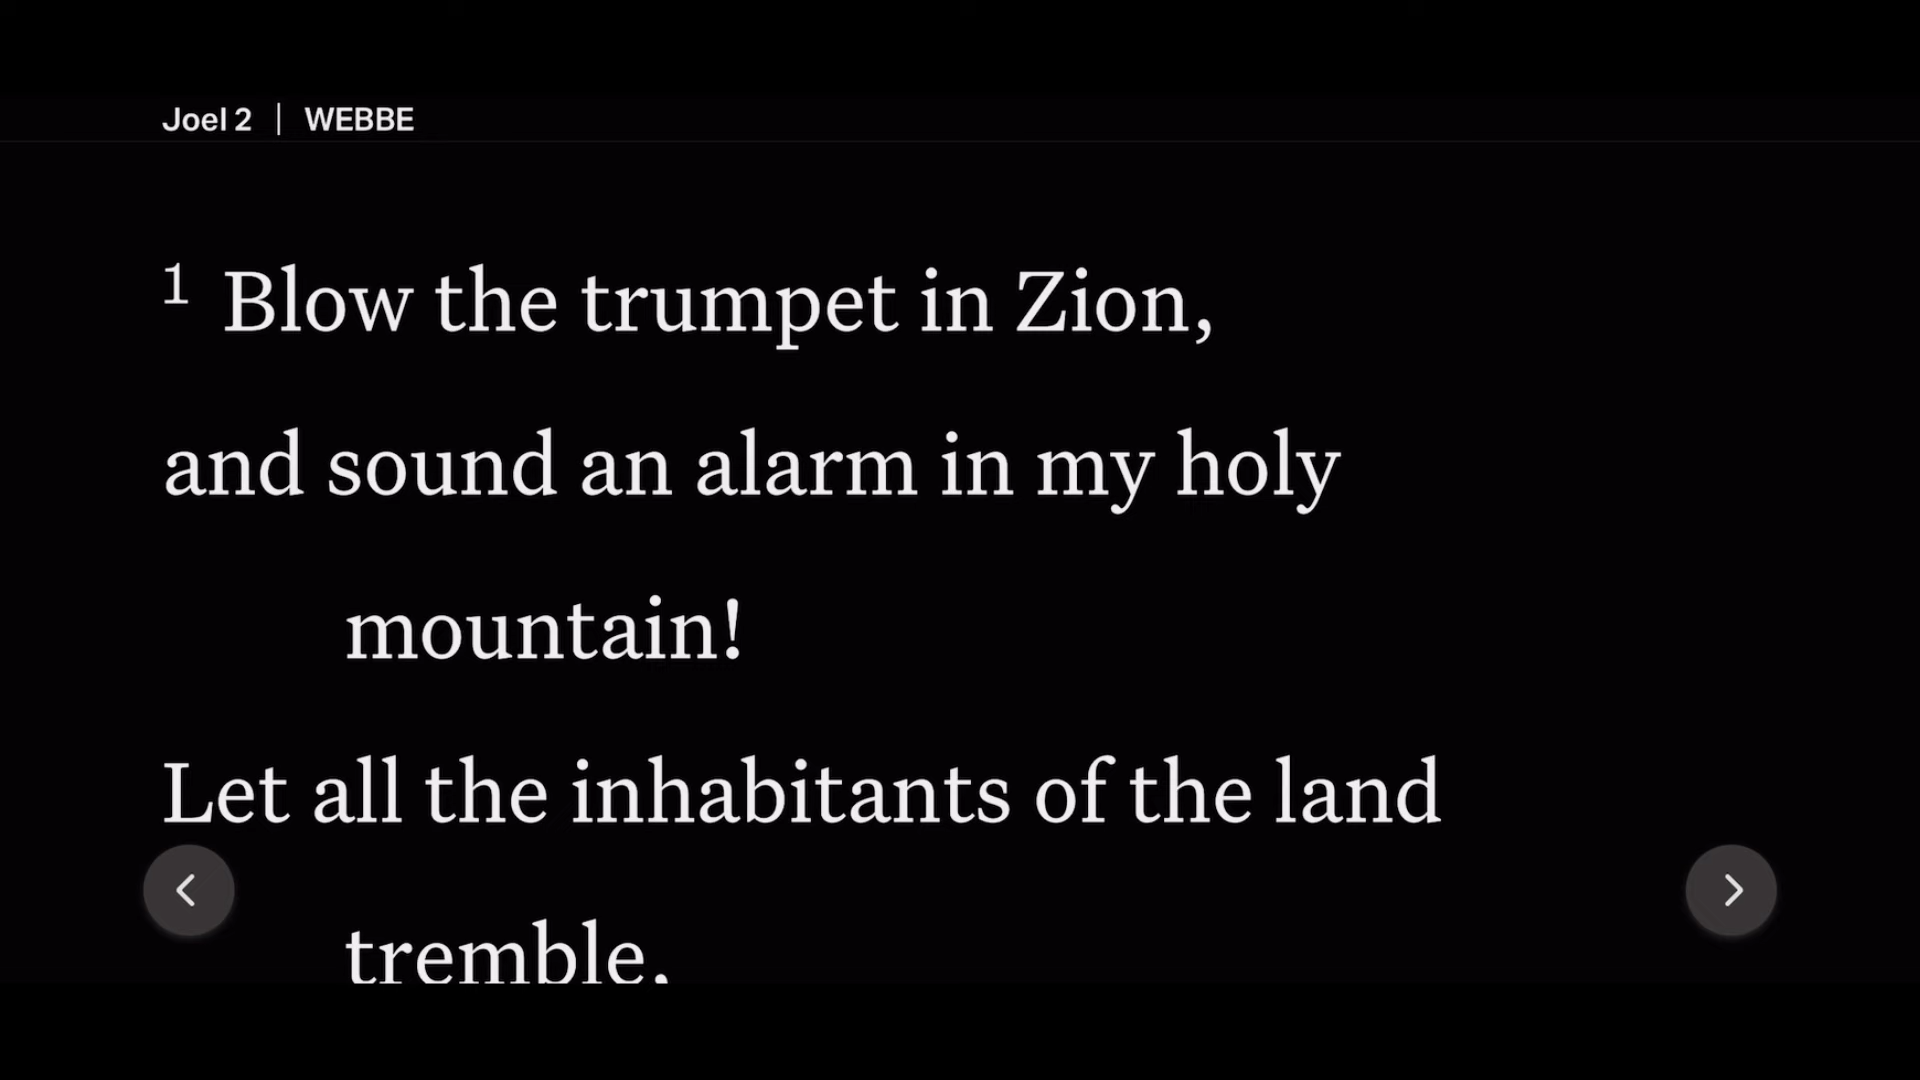 Joel 2 | WEBBE
1 Blow the trumpet in Zion,
and sound an alarm in my holy
mountain!
Let all the inhabitants of the land
tremble,